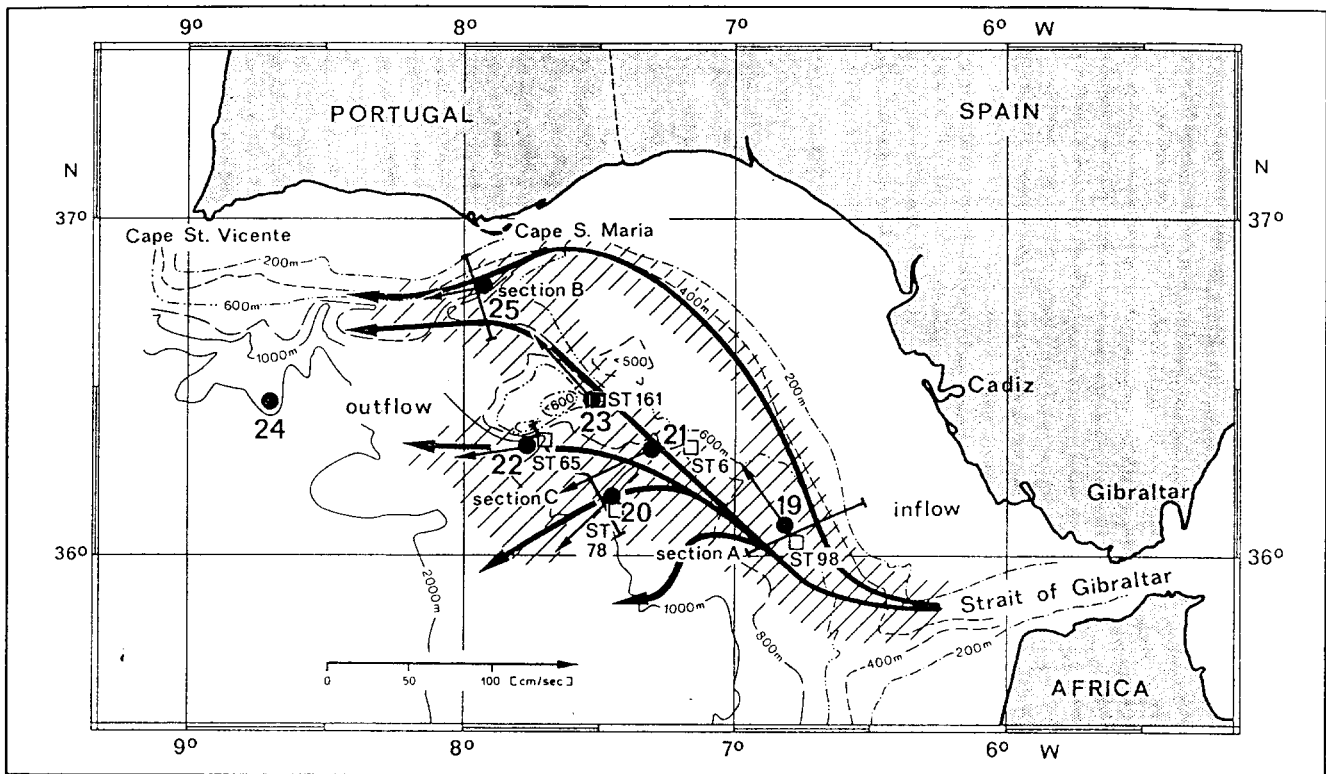 9° 8° 7° 6° W
PORTUGAL SPAIN
N N
37° 37°
Cape St. Vicente Cape S. Maria
200m
section B
600m 400m
25
1000m 200m
500
Cadiz
600 ST 161
24 outflow 23 21 600m
22 ST 65 ST 6
19 Gibraltar
section C 20 inflow
ST 78
36° section A ST 98 36°
Strait of Gibraltar
2000m 1000m
800m 400m 200m
0 50 100 [cm/sec]
AFRICA
9° 8° 7° 6° W